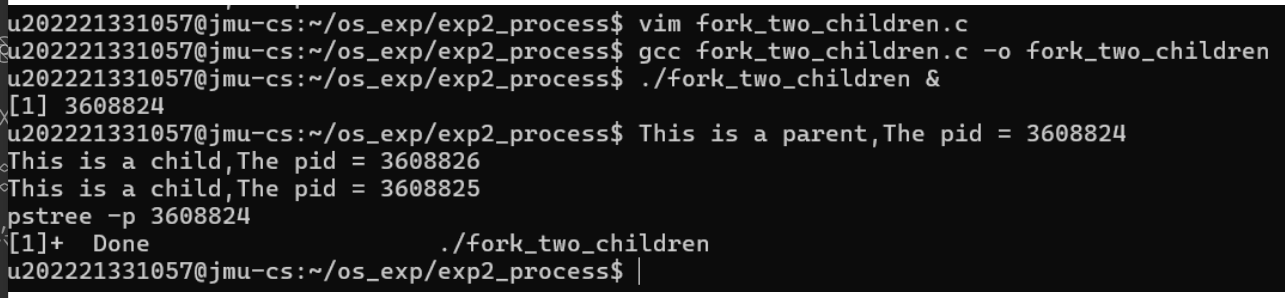 u202221331057@jmu-cs:~/os_exp/exp2_process$ vim fork_two_children.c
u202221331057@jmu-cs:~/os_exp/exp2_process$ gcc fork_two_children.c -o fork_two_children
u202221331057@jmu-cs:~/os_exp/exp2_process$ ./fork_two_children &
[1] 3608824
u202221331057@jmu-cs:~/os_exp/exp2_process$ This is a parent,The pid = 3608824
This is a child,The pid = 3608826
This is a child,The pid = 3608825
pstree -p 3608824
[1]+  Done                    ./fork_two_children
u202221331057@jmu-cs:~/os_exp/exp2_process$